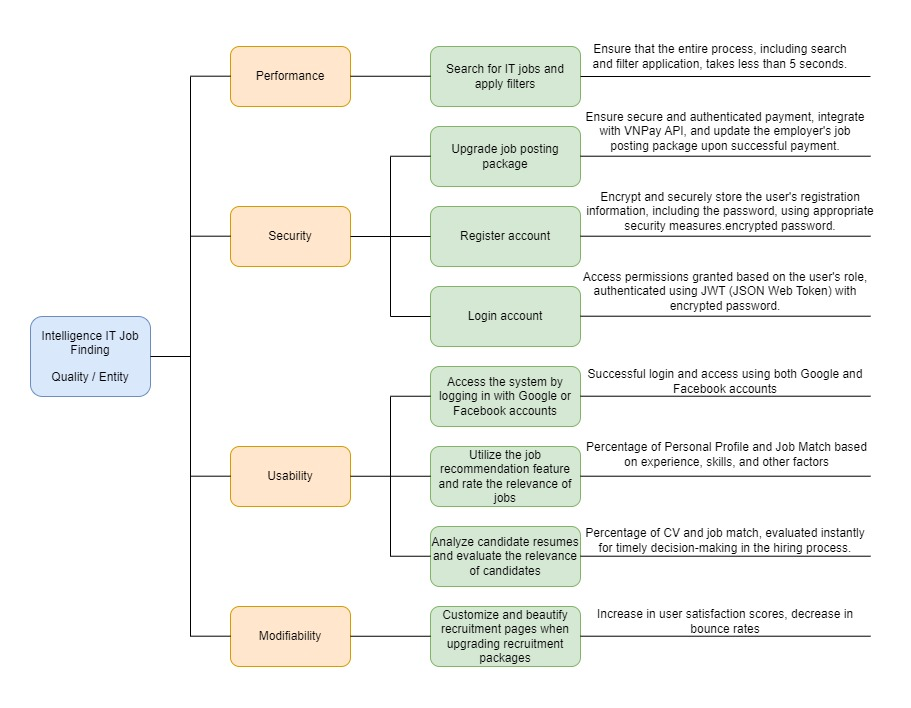 Intelligence IT Job
Finding
Quality / Entity
Performance
Search for IT jobs and
apply filters
Ensure that the entire process, including search
and filter application, takes less than 5 seconds.
Security
Upgrade job posting
package
Ensure secure and authenticated payment, integrate
with VNPay API, and update the employer's job
posting package upon successful payment.
Register account
Encrypt and securely store the user's registration
information, including the password, using appropriate
security measures.encrypted password.
Login account
Access permissions granted based on the user's role,
authenticated using JWT (JSON Web Token) with
encrypted password.
Usability
Access the system by
logging in with Google or
Facebook accounts
Successful login and access using both Google and
Facebook accounts
Utilize the job
recommendation feature
and rate the relevance of
jobs
Percentage of Personal Profile and Job Match based
on experience, skills, and other factors
Analyze candidate resumes
and evaluate the relevance
of candidates
Percentage of CV and job match, evaluated instantly
for timely decision-making in the hiring process.
Modifiability
Customize and beautify
recruitment pages when
upgrading recruitment
packages
Increase in user satisfaction scores, decrease in
bounce rates